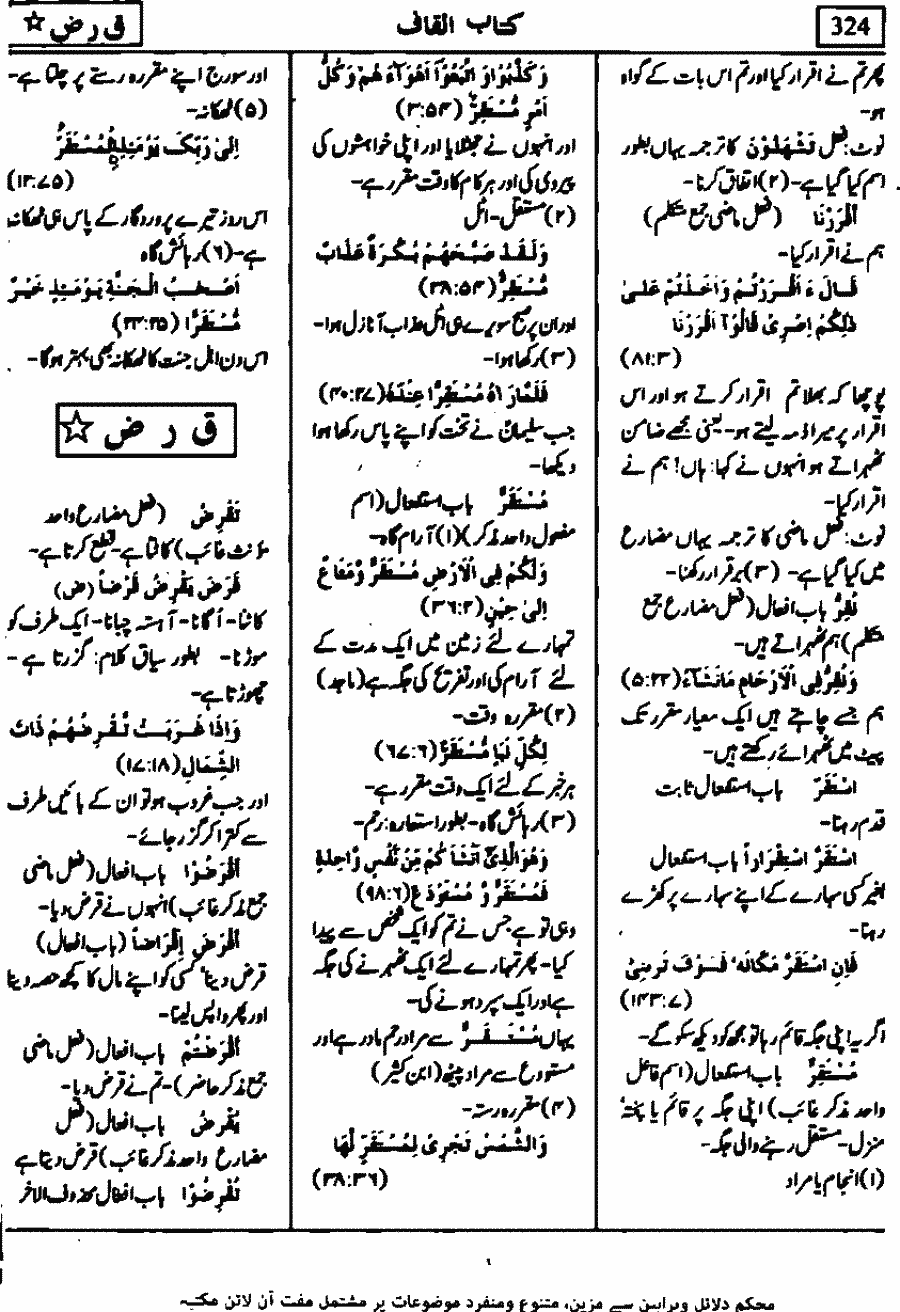 324
کتاب القاف
ق ر ض ☆
پھر تم نے اقرار کیا اور تم اس بات کے گواہ
ہو۔
نوٹ: فعل تَشْهَدُوْنَ کا ترجمہ یہاں بطور
اسم کیا گیا ہے۔ (۲) اتفاق کرنا۔
اَقْرَرْنَا (فعل ماضی جمع متکلم)
ہم نے اقرار کیا۔
قَالَ ءَ اَقْرَرْتُمْ وَاَخَذْتُمْ عَلٰى
ذٰلِكُمْ اِصْرِىْ قَالُوْٓا اَقْرَرْنَا
(۸۱:۳)
پوچھا کہ بھلا تم اقرار کرتے ہو اور اس
اقرار پر میرا ذمہ لیتے ہو۔ یعنی مجھے ضامن
ٹھہراتے ہو انہوں نے کہا: ہاں! ہم نے
اقرار کیا۔
نوٹ: فعل ماضی کا ترجمہ یہاں مضارع
میں کیا گیا ہے۔ (۳) برقرار رکھنا۔
نُقِرُّ باب افعال (فعل مضارع جمع
متکلم) ہم ٹھہراتے ہیں۔
وَنُقِرُّ فِى الْاَرْحَامِ مَا نَشَآءُ (۵:۲۲)
ہم جسے چاہتے ہیں ایک معیار مقرر تک
پیٹ میں ٹھہرائے رکھتے ہیں۔
اسْتَقَرَّ باب استفعال ثابت
قدم رہنا۔
اسْتَقَرَّ اسْتِقْرَاراً باب استفعال
بغیر کسی سہارے کے اپنے سہارے پر کھڑے
رہنا۔
فَاِنِ اسْتَقَرَّ مَكَانَهٗ فَسَوْفَ تَرٰىنِىْ
(۱۴۳:۷)
اگر یہ اپنی جگہ قائم رہا تو مجھ کو دیکھ سکو گے۔
مُسْتَقِرٌّ باب استفعال (اسم فاعل
واحد مذکر غائب) اپنی جگہ پر قائم یا پختہ
منزل۔ مستقل رہنے والی جگہ۔
(۱) انجام یا مراد
وَ كَذَّبُوْا وَ اتَّبَعُوْٓا اَهْوَآءَ هُمْ وَ كُلُّ
اَمْرٍ مُّسْتَقِرٌّ (۳:۵۴)
اور انہوں نے جھٹلایا اور اپنی خواہشوں کی
پیروی کی اور ہر کام کا وقت مقرر ہے۔
(۲) مستقل۔ اٹل
وَلَقَدْ صَبَّحَهُمْ بُكْرَةً عَذَابٌ
مُّسْتَقِرٌّ (۳۸:۵۴)
اور ان پر صبح سویرے ہی اٹل عذاب آ نازل ہوا۔
(۳) رکھا ہوا۔
فَلَمَّا رَاٰهُ مُسْتَقِرًّا عِنْدَهٗ (۴۰:۲۷)
جب سلیمانؑ نے تخت کو اپنے پاس رکھا ہوا
دیکھا۔
مُسْتَقَرٌّ باب استفعال (اسم
مفعول واحد مذکر) (۱) آرام گاہ۔
وَلَكُمْ فِى الْاَرْضِ مُسْتَقَرٌّ وَّ مَتَاعٌ
اِلٰى حِيْنٍ (۳۶:۲)
تمہارے لئے زمین میں ایک مدت کے
لئے آرام کی اور تفریح کی جگہ ہے (ماجد)
(۲) مقررہ وقت۔
لِكُلِّ نَبَاٍ مُّسْتَقَرٌّ (۶۷:۶)
ہر خبر کے لئے ایک وقت مقرر ہے۔
(۳) رہائش گاہ۔ بطور استعارہ: رحم۔
وَهُوَ الَّذِىْٓ اَنْشَاَ كُمْ مِّنْ نَّفْسٍ وَّاحِدَةٍ
فَمُسْتَقَرٌّ وَّ مُسْتَوْدَعٌ (۹۸:۶)
وہی تو ہے جس نے تم کو ایک شخص سے پیدا
کیا۔ پھر تمہارے لئے ایک ٹھہرنے کی جگہ
ہے اور ایک سپرد ہونے کی۔
یہاں مُسْتَقَرٌّ سے مراد رحم مادر ہے اور
مستودع سے مراد پیٹھ (ابن کثیر)
(۴) مقررہ رستہ۔
وَالشَّمْسُ تَجْرِىْ لِمُسْتَقَرٍّ لَّهَا
(۳۸:۳۶)
اور سورج اپنے مقررہ رستے پر چلتا ہے۔
(۵) ٹھکانہ۔
اِلٰى رَبِّكَ يَوْمَئِذِ ِۨالْمُسْتَقَرُّ
(۱۲:۷۵)
اس روز تیرے پروردگار کے پاس ہی ٹھکانہ
ہے۔ (۶) رہائش گاہ
اَصْحٰبُ الْجَنَّةِ يَوْمَئِذٍ خَيْرٌ
مُّسْتَقَرًّا (۲۴:۲۵)
اس دن اہل جنت کا ٹھکانہ بھی بہتر ہوگا۔
ق ر ض ☆
تَقْرِضُ (فعل مضارع واحد
مؤنث غائب) کاٹتا ہے۔ قطع کرتا ہے۔
قَرَضَ يَقْرِضُ قَرْضاً (ض)
کاٹنا۔ آگانا۔ آہستہ چبانا۔ ایک طرف کو
موڑنا۔ بطور سیاق کلام: گزرتا ہے۔
چھوڑتا ہے۔
وَاِذَا غَرَبَتْ تَّقْرِضُهُمْ ذَاتَ
الشِّمَالِ (۱۷:۱۸)
اور جب غروب ہو تو ان کے بائیں طرف
سے کترا کر گزر جائے۔
اَقْرَضُوْا باب افعال (فعل ماضی
جمع مذکر غائب) انہوں نے قرض دیا۔
اَقْرَضَ اِقْرَاضاً (باب افعال)
قرض دینا کسی کو اپنے مال کا کچھ حصہ دینا
اور پھر واپس لینا۔
اَقْرَضْتُمْ باب افعال (فعل ماضی
جمع مذکر حاضر)۔ تم نے قرض دیا۔
يُقْرِضُ باب افعال (فعل
مضارع واحد مذکر غائب) قرض دیتا ہے
تُقْرِضُوْا باب افعال محذوف الآخر
محکم دلائل وبراہین سے مزین، متنوع ومنفرد موضوعات پر مشتمل مفت آن لائن مکتبہ